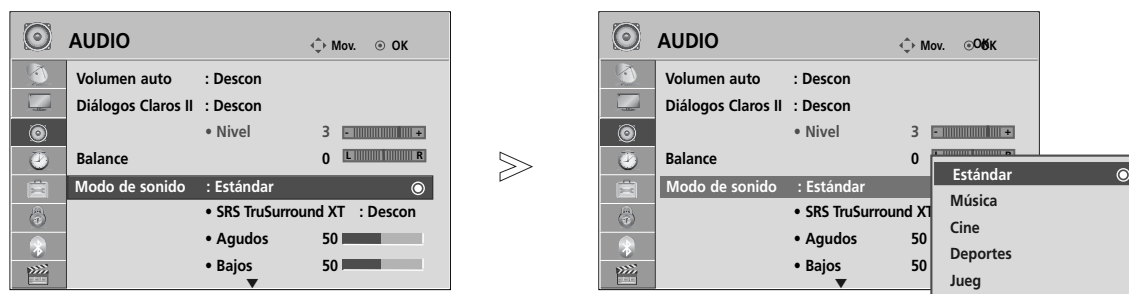 AUDIO
Mov. OK
Volumen auto : Descon
Diálogos Claros II : Descon
• Nivel 3 - +
Balance 0 L R
Modo de sonido : Estándar
• SRS TruSurround XT : Descon
• Agudos 50
• Bajos 50
AUDIO
Mov. OK
Volumen auto : Descon
Diálogos Claros II : Descon
• Nivel 3 - +
Balance 0 L R
Modo de sonido : Estándar
• SRS TruSurround XT
• Agudos 50
• Bajos 50
Estándar
Música
Cine
Deportes
Jueg